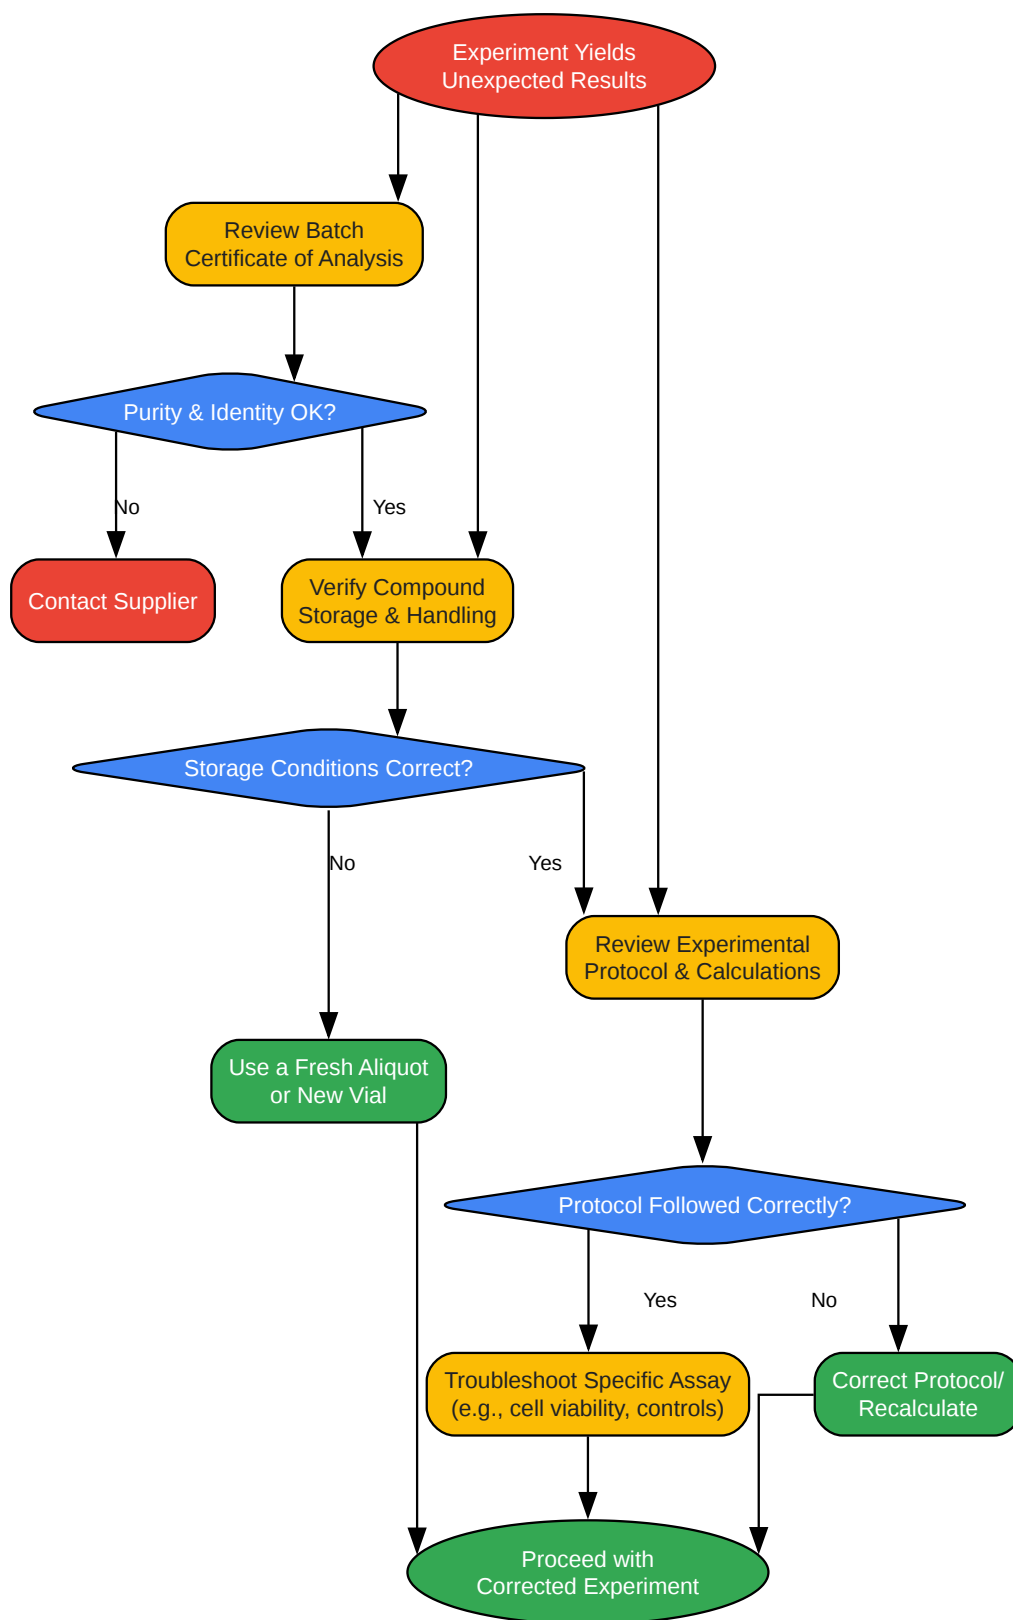 Experiment Yields
Unexpected Results
Review Batch
Certificate of Analysis
Purity & Identity OK?
No
Yes
Contact Supplier
Verify Compound
Storage & Handling
Storage Conditions Correct?
No
Yes
Review Experimental
Protocol & Calculations
Use a Fresh Aliquot
or New Vial
Protocol Followed Correctly?
Yes
No
Troubleshoot Specific Assay
(e.g., cell viability, controls)
Correct Protocol/
Recalculate
Proceed with
Corrected Experiment